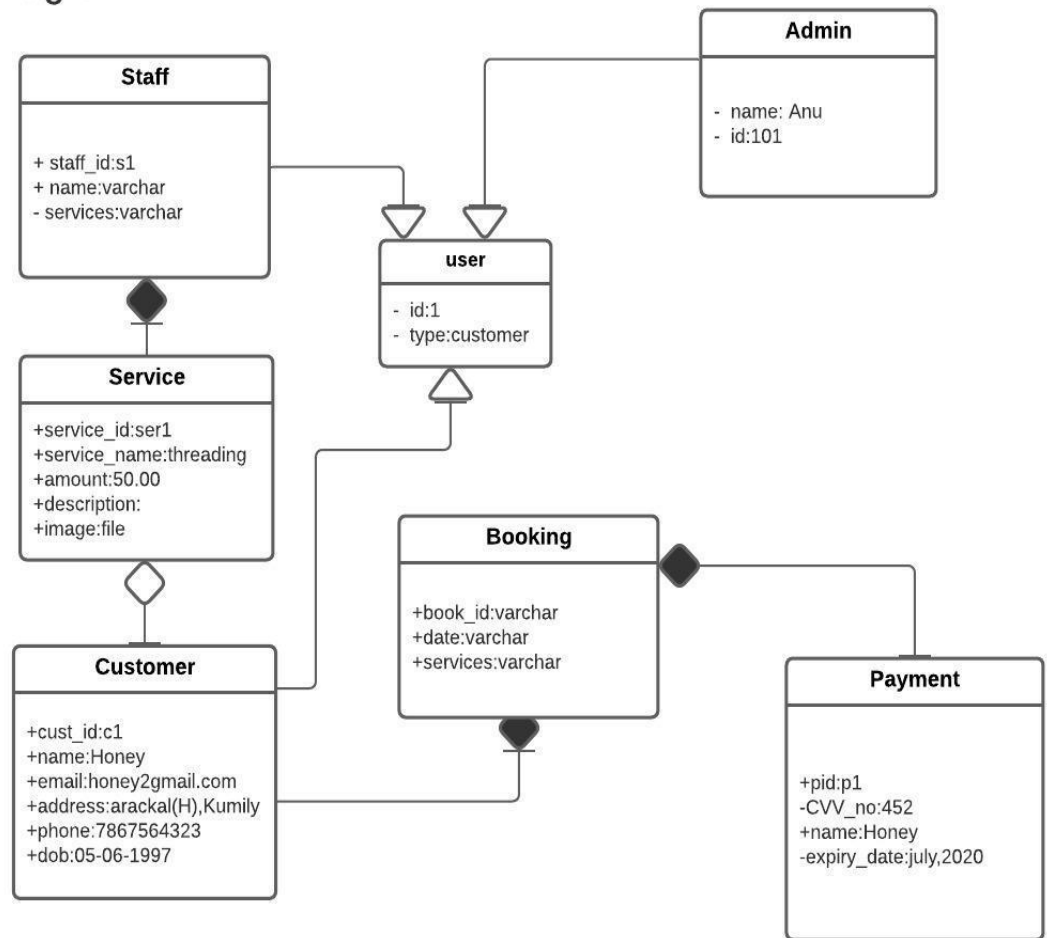 Staff
+ staff_id:s1
+ name:varchar
- services:varchar
Admin
- name: Anu
- id:101
user
- id:1
- type:customer
Service
+service_id:ser1
+service_name:threading
+amount:50.00
+description:
+image:file
Booking
+book_id:varchar
+date:varchar
+services:varchar
Customer
+cust_id:c1
+name:Honey
+email:honey2gmail.com
+address:arackal(H),Kumily
+phone:7867564323
+dob:05-06-1997
Payment
+pid:p1
-CVV_no:452
+name:Honey
-expiry_date:july,2020